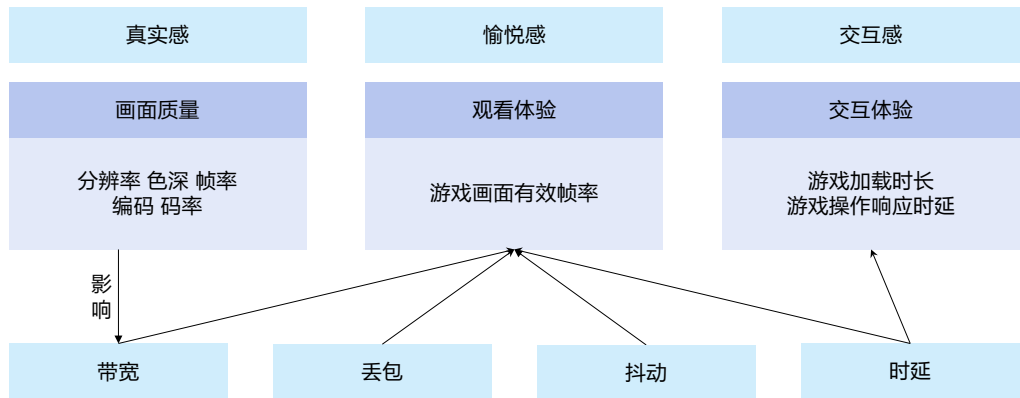 真实感
愉悦感
交互感
画面质量
观看体验
交互体验
分辨率 色深 帧率
编码 码率
游戏画面有效帧率
游戏加载时长
游戏操作响应时延
影
响
带宽
丢包
抖动
时延